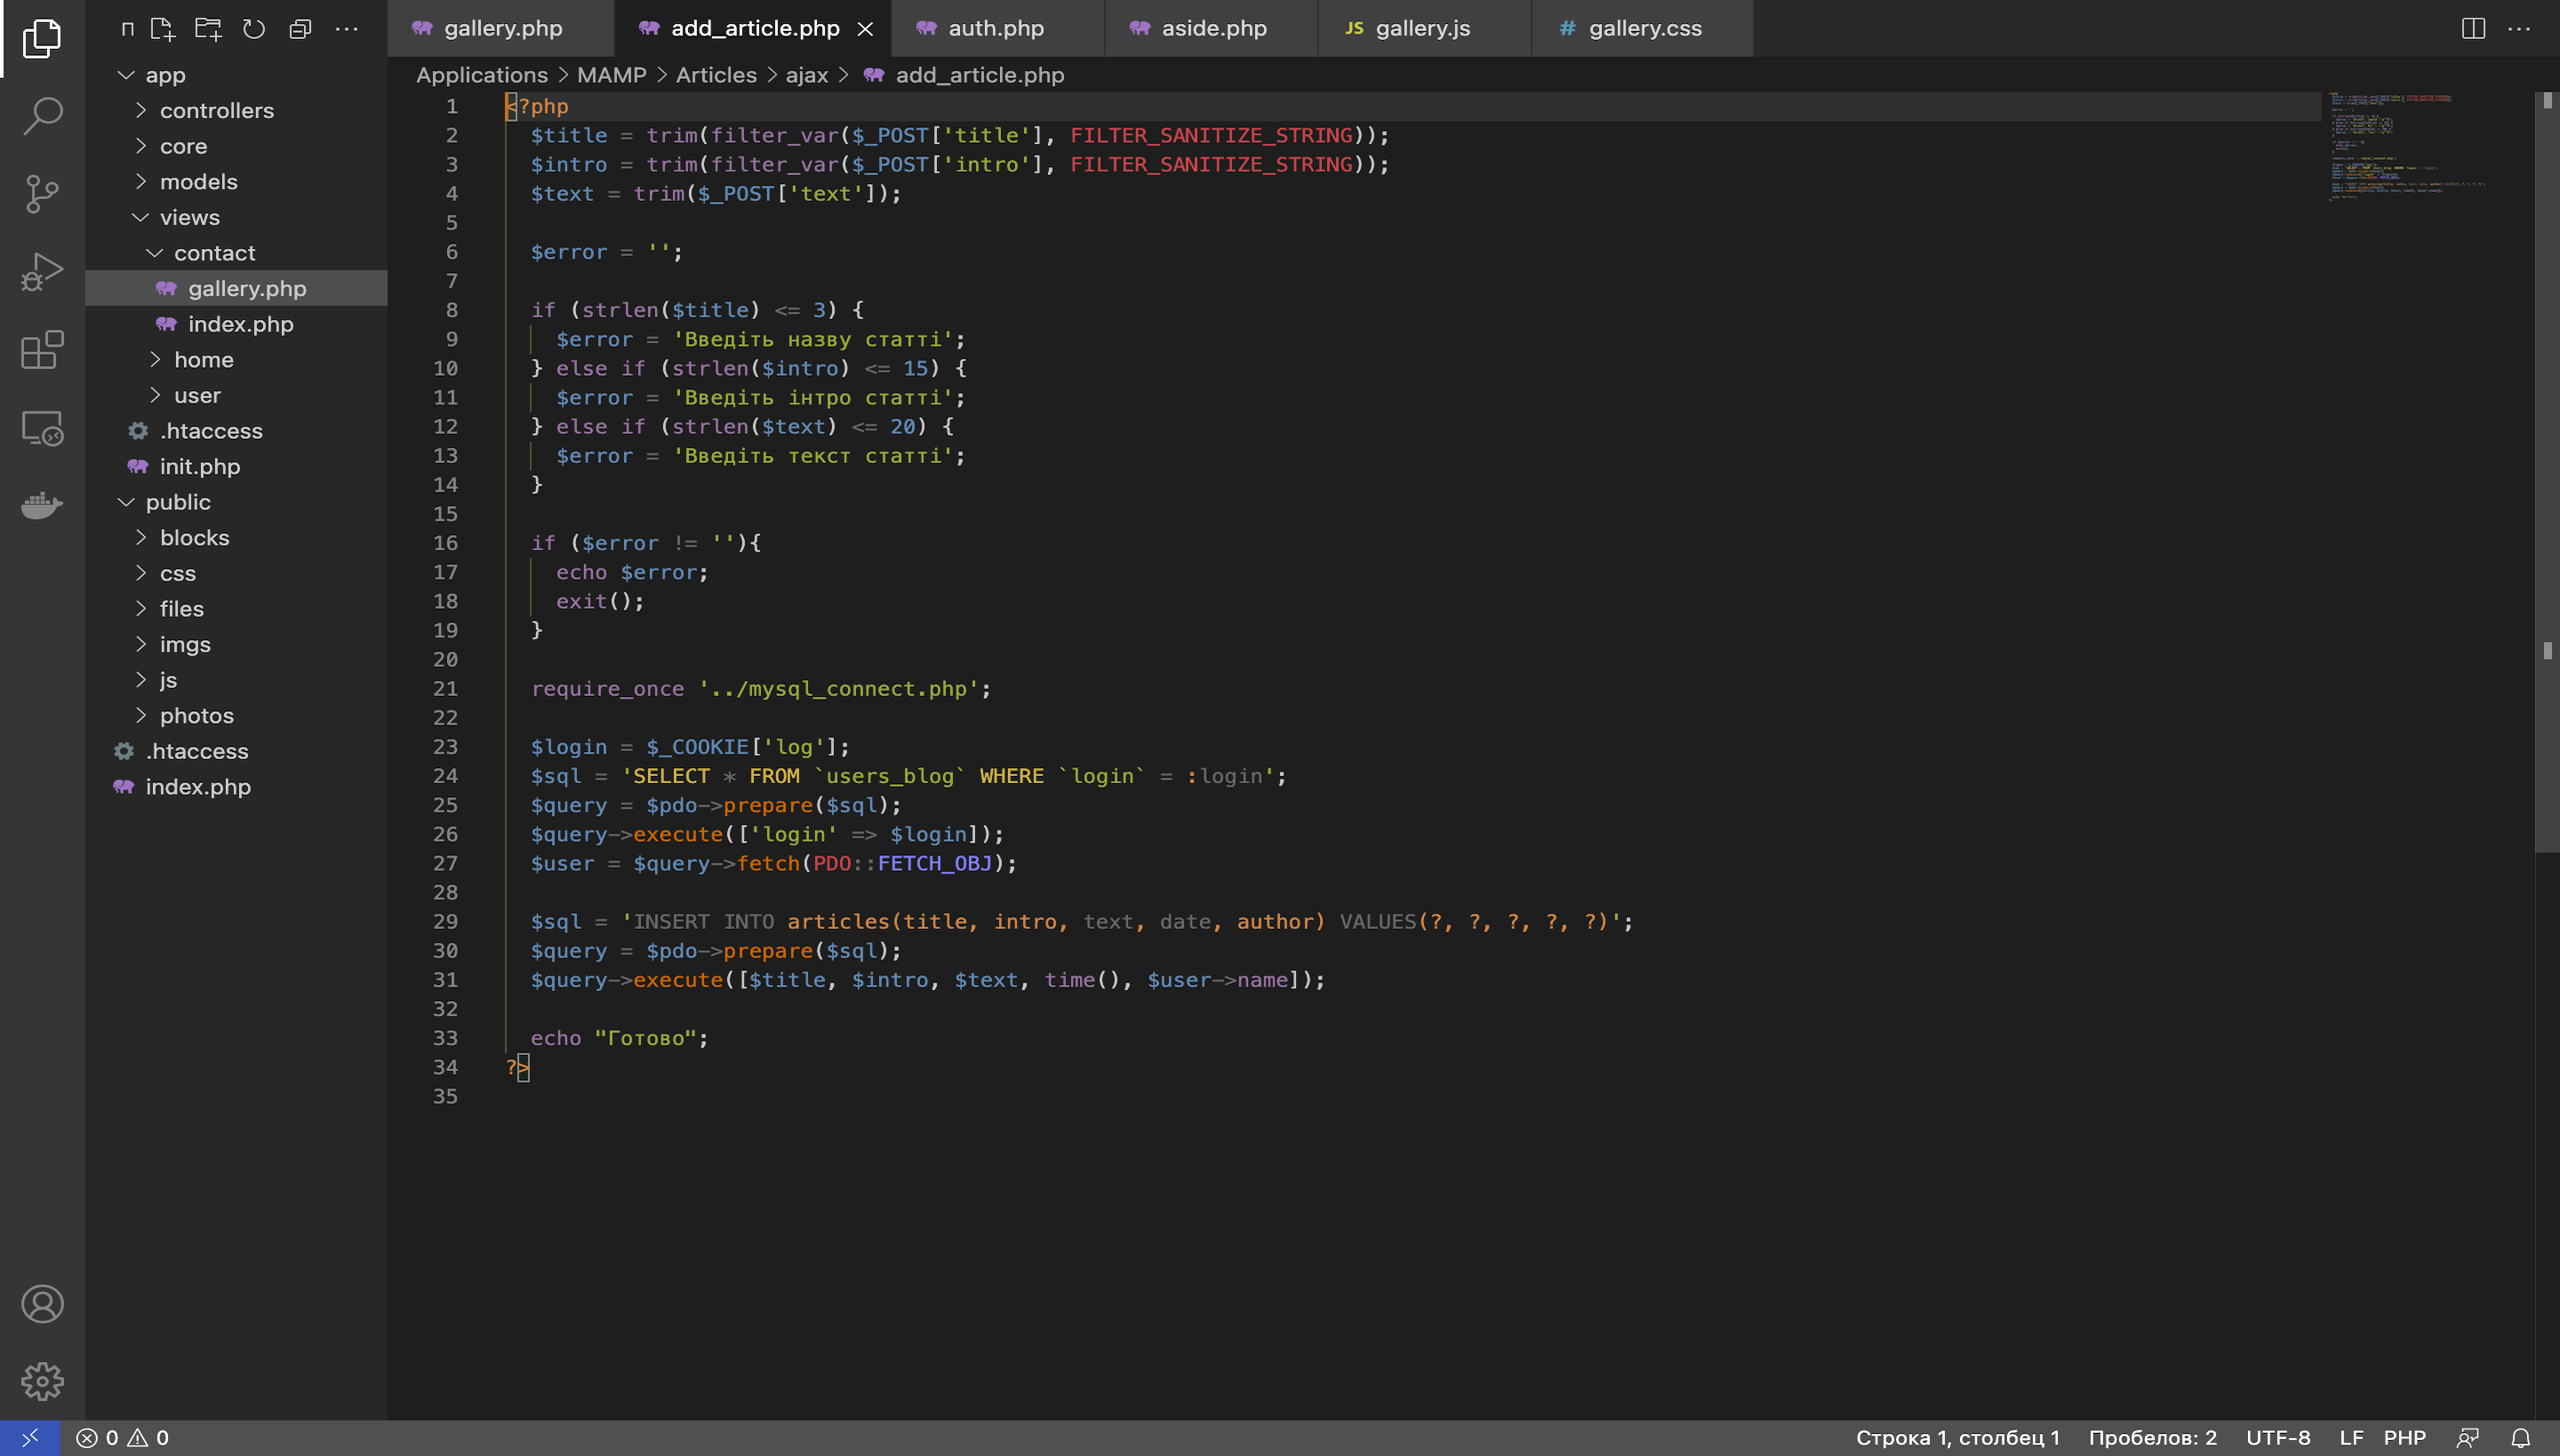 п
gallery.php
add_article.php
auth.php
aside.php
JS gallery.js
# gallery.css
app
controllers
core
models
views
contact
gallery.php
index.php
home
user
.htaccess
init.php
public
blocks
css
files
imgs
js
photos
.htaccess
index.php
Applications > MAMP > Articles > ajax > add_article.php
1 <?php
2 $title = trim(filter_var($_POST['title'], FILTER_SANITIZE_STRING));
3 $intro = trim(filter_var($_POST['intro'], FILTER_SANITIZE_STRING));
4 $text = trim($_POST['text']);
5
6 $error = '';
7
8 if (strlen($title) <= 3) {
9 $error = 'Введіть назву статті';
10 } else if (strlen($intro) <= 15) {
11 $error = 'Введіть інтро статті';
12 } else if (strlen($text) <= 20) {
13 $error = 'Введіть текст статті';
14 }
15
16 if ($error != ''){
17 echo $error;
18 exit();
19 }
20
21 require_once '../mysql_connect.php';
22
23 $login = $_COOKIE['log'];
24 $sql = 'SELECT * FROM `users_blog` WHERE `login` = :login';
25 $query = $pdo->prepare($sql);
26 $query->execute(['login' => $login]);
27 $user = $query->fetch(PDO::FETCH_OBJ);
28
29 $sql = 'INSERT INTO articles(title, intro, text, date, author) VALUES(?, ?, ?, ?, ?)';
30 $query = $pdo->prepare($sql);
31 $query->execute([$title, $intro, $text, time(), $user->name]);
32
33 echo "Готово";
34 ?>
35
0 0
Строка 1, столбец 1 Пробелов: 2 UTF-8 LF PHP